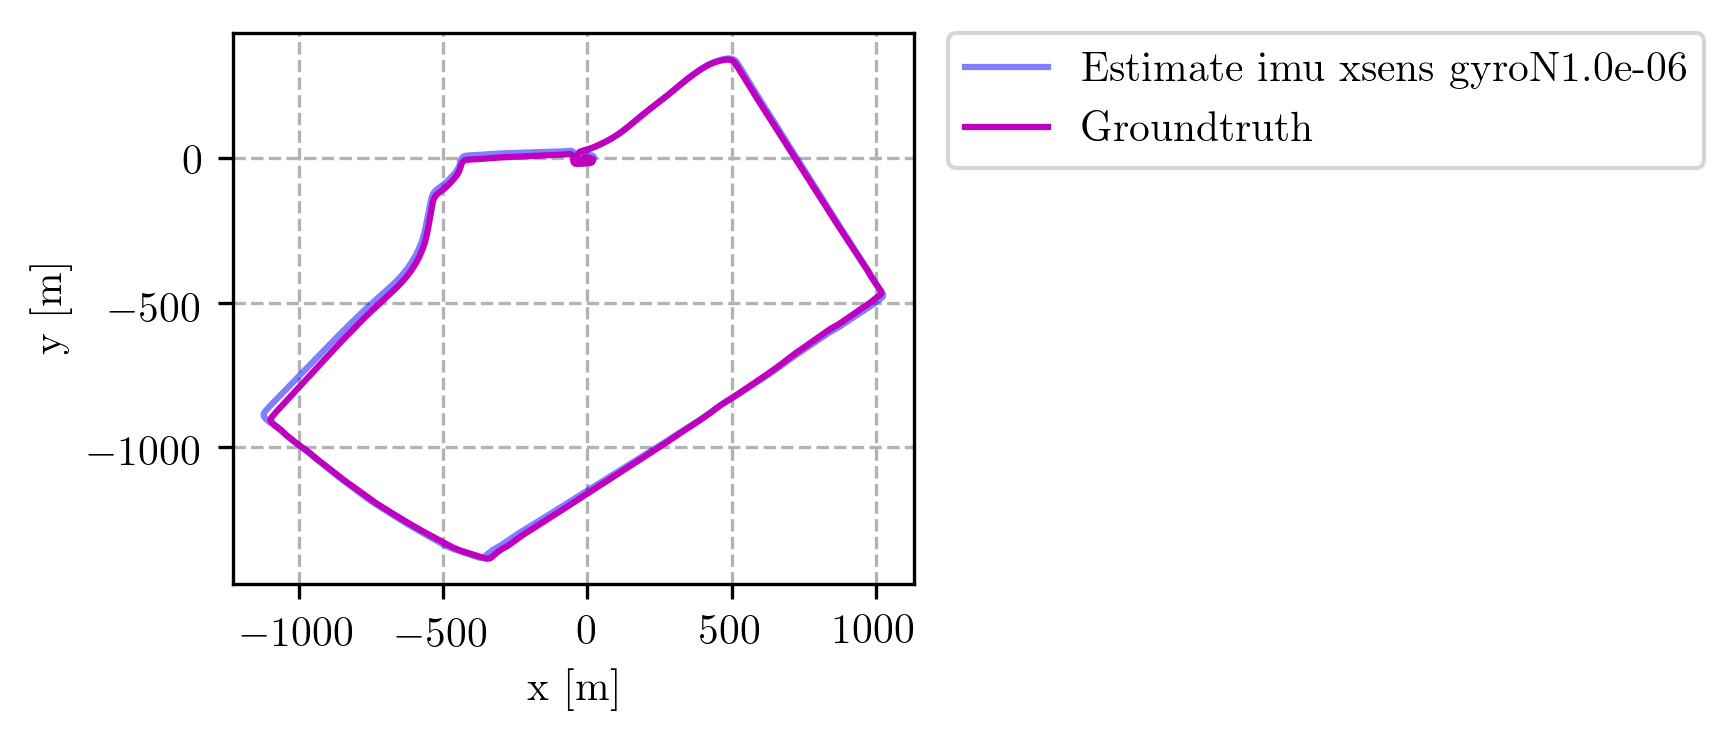 Estimate imu xsens gyroN1.0e-06
Groundtruth
0
−500
−1000
y [m]
−1000 −500 0 500 1000
x [m]